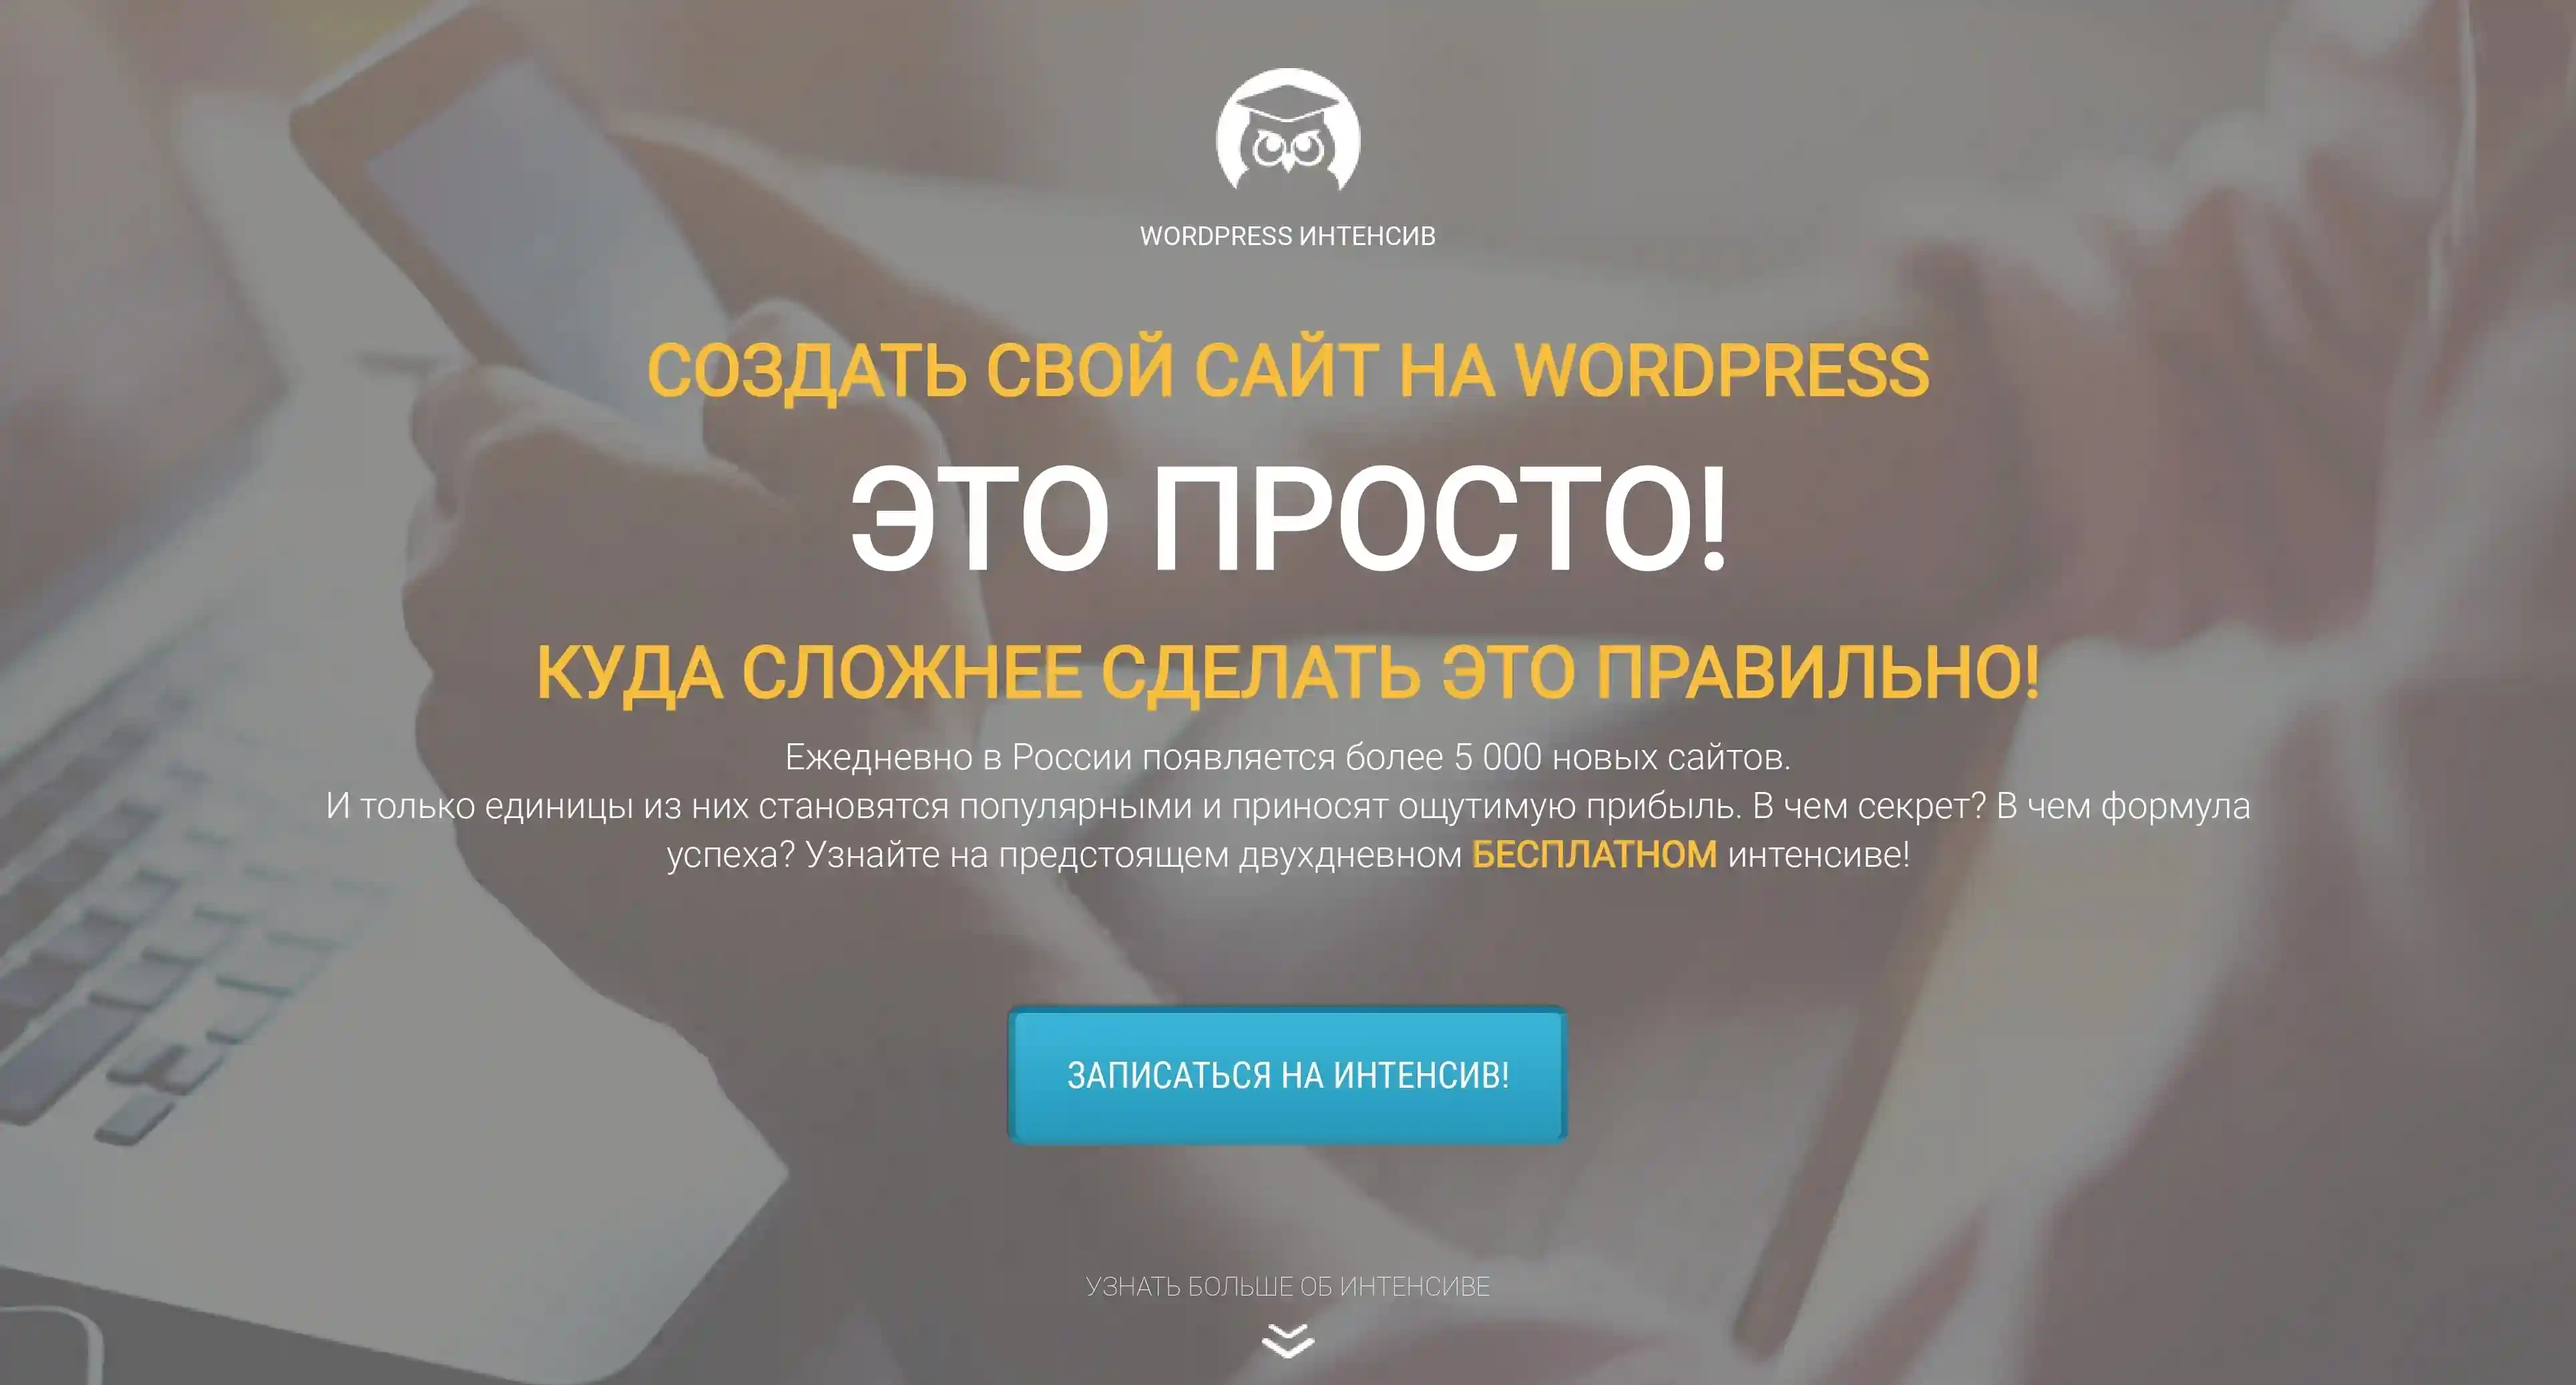 WORDPRESS ИНТЕНСИВ
СОЗДАТЬ СВОЙ САЙТ НА WORDPRESS
ЭТО ПРОСТО!
КУДА СЛОЖНЕЕ СДЕЛАТЬ ЭТО ПРАВИЛЬНО!
Ежедневно в России появляется более 5 000 новых сайтов.
И только единицы из них становятся популярными и приносят ощутимую прибыль. В чем секрет? В чем формула
успеха? Узнайте на предстоящем двухдневном БЕСПЛАТНОМ интенсиве!
ЗАПИСАТЬСЯ НА ИНТЕНСИВ!
УЗНАТЬ БОЛЬШЕ ОБ ИНТЕНСИВЕ